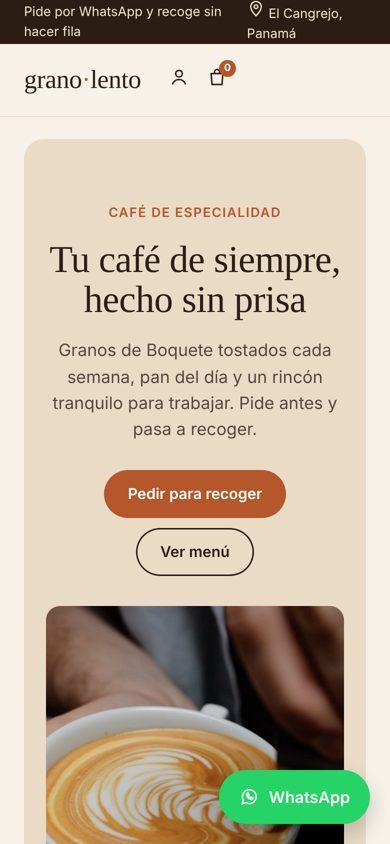 Pide por WhatsApp y recoge sin
hacer fila
El Cangrejo,
Panamá
grano·lento
0
CAFÉ DE ESPECIALIDAD
Tu café de siempre,
hecho sin prisa
Granos de Boquete tostados cada
semana, pan del día y un rincón
tranquilo para trabajar. Pide antes y
pasa a recoger.
Pedir para recoger
Ver menú
WhatsApp